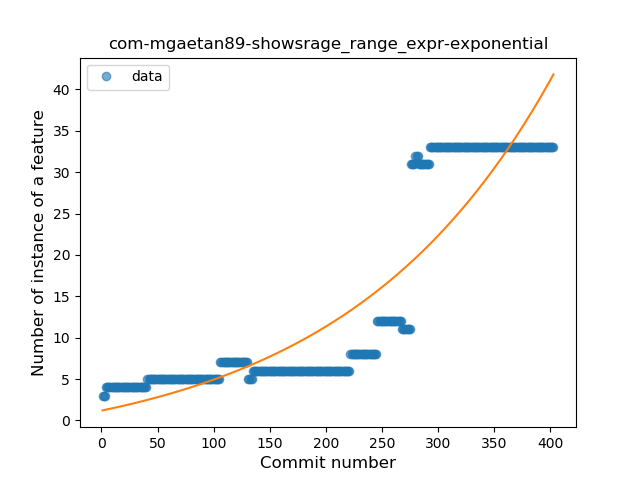 com-mgaetan89-showsrage_range_expr-exponential
data
Number of instance of a feature
40
35
30
25
20
15
10
5
0
0 50 100 150 200 250 300 350 400
Commit number